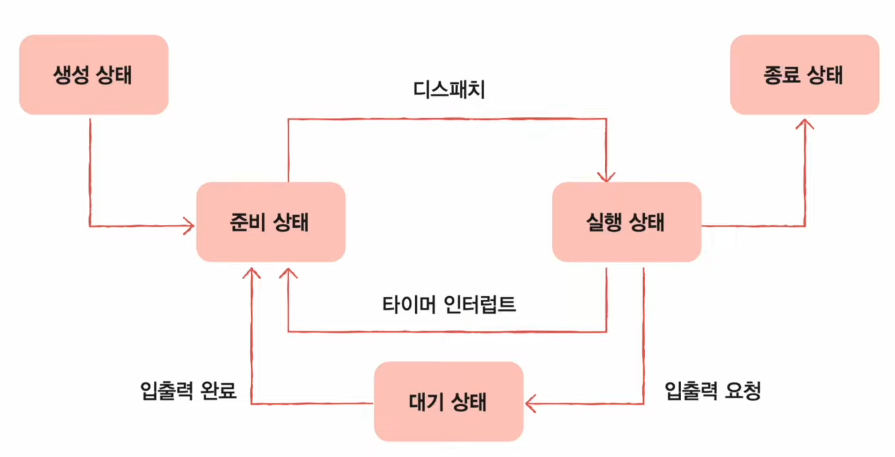 생성 상태
종료 상태
디스패치
준비 상태
실행 상태
타이머 인터럽트
입출력 완료
대기 상태
입출력 요청